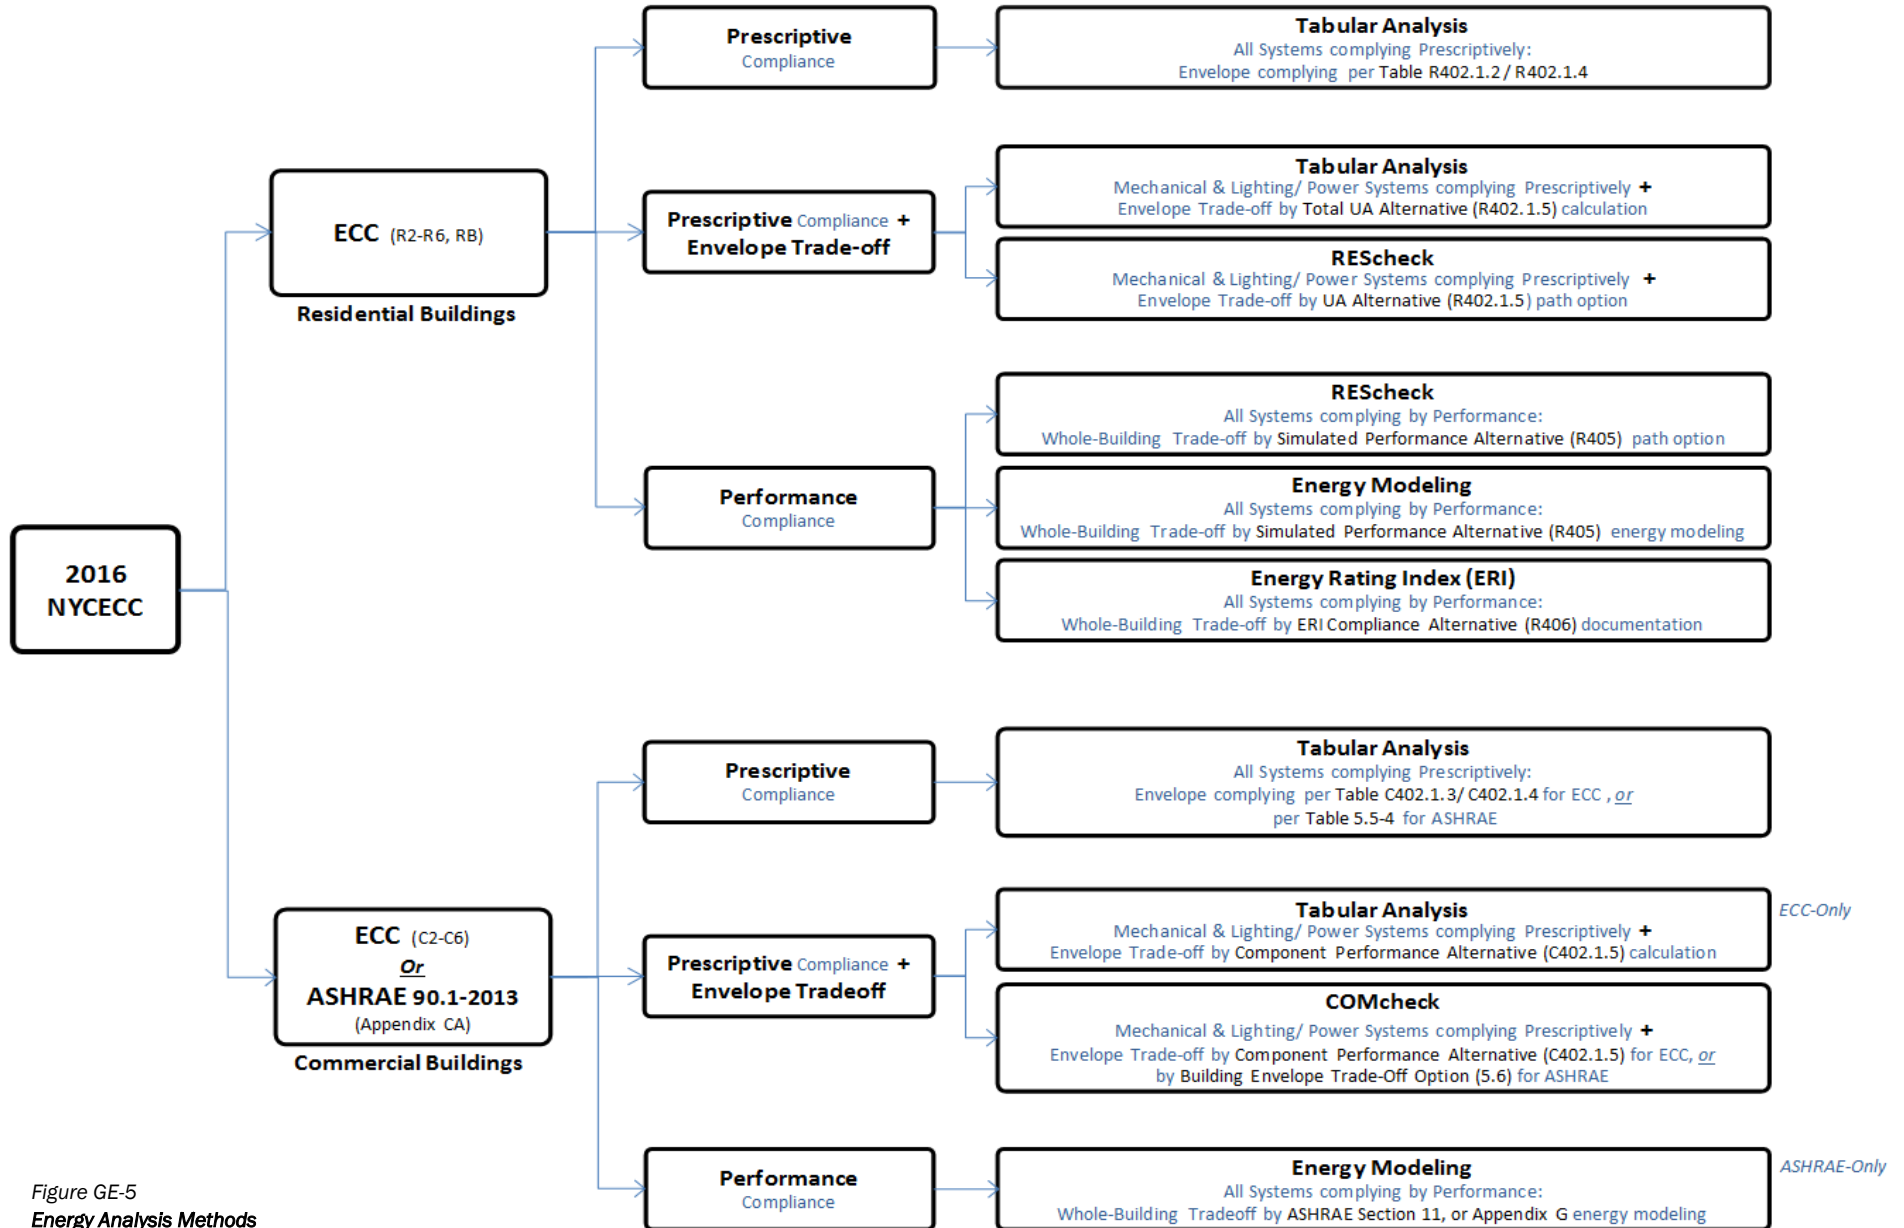 Prescriptive
Compliance
Tabular Analysis
All Systems complying Prescriptively:
Envelope complying per Table R402.1.2 / R402.1.4
ECC (R2-R6, RB)
Residential Buildings
Prescriptive Compliance +
Envelope Trade-off
Tabular Analysis
Mechanical & Lighting/ Power Systems complying Prescriptively +
Envelope Trade-off by Total UA Alternative (R402.1.5) calculation
REScheck
Mechanical & Lighting/ Power Systems complying Prescriptively +
Envelope Trade-off by UA Alternative (R402.1.5) path option
Performance
Compliance
REScheck
All Systems complying by Performance:
Whole-Building Trade-off by Simulated Performance Alternative (R405) path option
Energy Modeling
All Systems complying by Performance:
Whole-Building Trade-off by Simulated Performance Alternative (R405) energy modeling
Energy Rating Index (ERI)
All Systems complying by Performance:
Whole-Building Trade-off by ERI Compliance Alternative (R406) documentation
2016
NYCECC
Prescriptive
Compliance
Tabular Analysis
All Systems complying Prescriptively:
Envelope complying per Table C402.1.3/ C402.1.4 for ECC , or
per Table 5.5-4 for ASHRAE
ECC (C2-C6)
Or
ASHRAE 90.1-2013
(Appendix CA)
Commercial Buildings
Prescriptive Compliance +
Envelope Tradeoff
Tabular Analysis
Mechanical & Lighting/ Power Systems complying Prescriptively +
Envelope Trade-off by Component Performance Alternative (C402.1.5) calculation
ECC-Only
COMcheck
Mechanical & Lighting/ Power Systems complying Prescriptively +
Envelope Trade-off by Component Performance Alternative (C402.1.5) for ECC, or
by Building Envelope Trade-Off Option (5.6) for ASHRAE
Performance
Compliance
Energy Modeling
All Systems complying by Performance:
Whole-Building Tradeoff by ASHRAE Section 11, or Appendix G energy modeling
ASHRAE-Only
Figure GE-5
Energy Analysis Methods